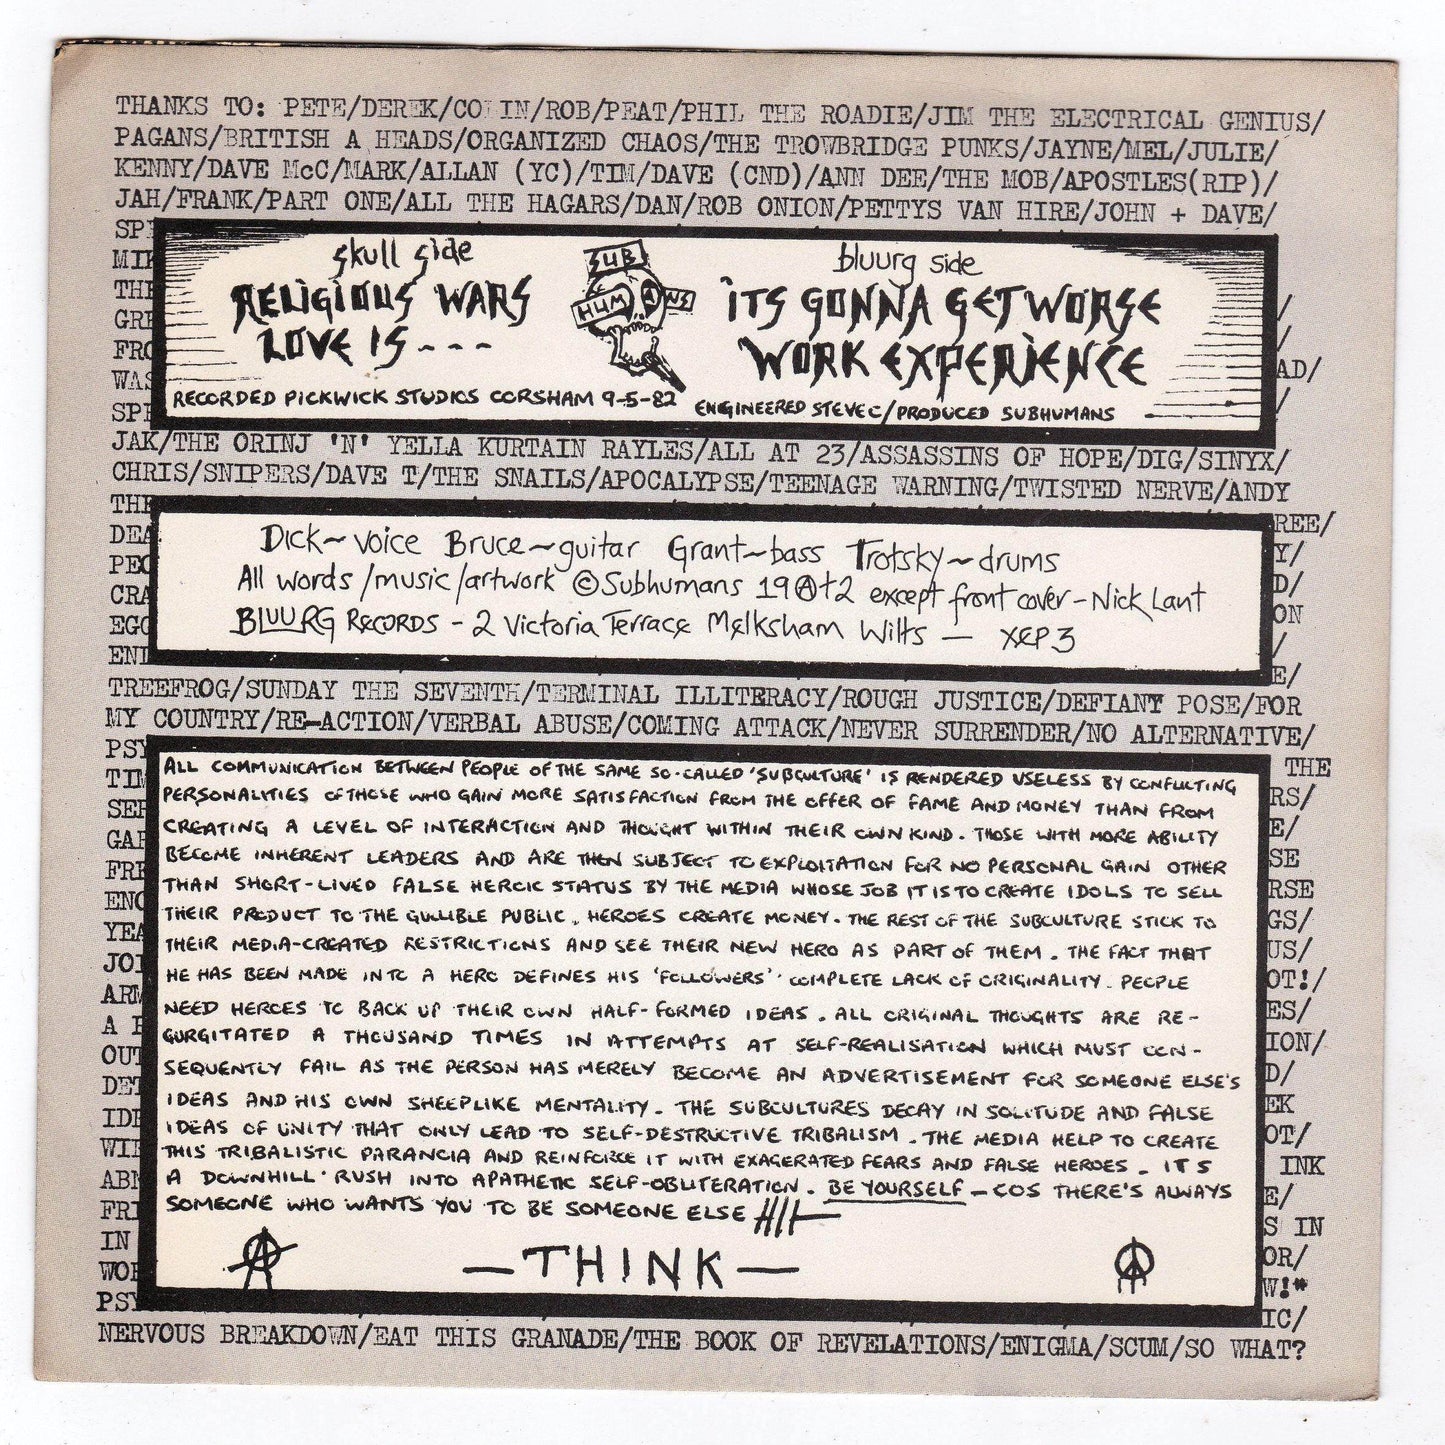 THANKS TO: PETE/DEREK/COLIN/ROB/PEAT/PHIL THE ROADIE/JIM THE ELECTRICAL GENIUS/
PAGANS/BRITISH A HEADS/ORGANIZED CHAOS/THE TROWBRIDGE PUNKS/JAYNE/MEL/JULIE/
KENNY/DAVE McC/MARK/ALLAN (YC)/TIM/DAVE (CND)/ANN DEE/THE MOB/APOSTLES(RIP)/
JAH/FRANK/PART ONE/ALL THE HAGARS/DAN/ROB ONION/PETTYS VAN HIRE/JOHN + DAVE/
skull side
RELIGIOUS WARS
LOVE IS - - -
SUB
HUMANS
bluurg side
ITS GONNA GET WORSE
WORK EXPERIENCE
RECORDED PICKWICK STUDIOS CORSHAM 9-5-82
ENGINEERED STEVE C/PRODUCED SUBHUMANS
JAK/THE ORINJ 'N' YELLA KURTAIN RAYLES/ALL AT 23/ASSASSINS OF HOPE/DIG/SINYX/
CHRIS/SNIPERS/DAVE T/THE SNAILS/APOCALYPSE/TEENAGE WARNING/TWISTED NERVE/ANDY
Dick~voice Bruce~guitar Grant~bass Trotsky~drums
All words/music/artwork © Subhumans 19Ⓐ+2 except front cover - Nick Lant
BLUURG RECORDS - 2 Victoria Terrace Melksham Wilts — XEP 3
TREEFROG/SUNDAY THE SEVENTH/TERMINAL ILLITERACY/ROUGH JUSTICE/DEFIANT POSE/FOR
MY COUNTRY/RE-ACTION/VERBAL ABUSE/COMING ATTACK/NEVER SURRENDER/NO ALTERNATIVE/
ALL COMMUNICATION BETWEEN PEOPLE OF THE SAME SO-CALLED 'SUBCULTURE' IS RENDERED USELESS BY CONFLICTING
PERSONALITIES OF THOSE WHO GAIN MORE SATISFACTION FROM THE OFFER OF FAME AND MONEY THAN FROM
CREATING A LEVEL OF INTERACTION AND THOUGHT WITHIN THEIR OWN KIND. THOSE WITH MORE ABILITY
BECOME INHERENT LEADERS AND ARE THEN SUBJECT TO EXPLOITATION FOR NO PERSONAL GAIN OTHER
THAN SHORT-LIVED FALSE HEROIC STATUS BY THE MEDIA WHOSE JOB IT IS TO CREATE IDOLS TO SELL
THEIR PRODUCT TO THE GULLIBLE PUBLIC. HEROES CREATE MONEY. THE REST OF THE SUBCULTURE STICK TO
THEIR MEDIA-CREATED RESTRICTIONS AND SEE THEIR NEW HERO AS PART OF THEM. THE FACT THAT
HE HAS BEEN MADE INTO A HERO DEFINES HIS 'FOLLOWERS' COMPLETE LACK OF ORIGINALITY. PEOPLE
NEED HEROES TO BACK UP THEIR OWN HALF-FORMED IDEAS. ALL ORIGINAL THOUGHTS ARE RE-
GURGITATED A THOUSAND TIMES IN ATTEMPTS AT SELF-REALISATION WHICH MUST CON-
SEQUENTLY FAIL AS THE PERSON HAS MERELY BECOME AN ADVERTISEMENT FOR SOMEONE ELSE'S
IDEAS AND HIS OWN SHEEPLIKE MENTALITY. THE SUBCULTURES DECAY IN SOLITUDE AND FALSE
IDEAS OF UNITY THAT ONLY LEAD TO SELF-DESTRUCTIVE TRIBALISM. THE MEDIA HELP TO CREATE
THIS TRIBALISTIC PARANOIA AND REINFORCE IT WITH EXAGERATED FEARS AND FALSE HEROES. ITS
A DOWNHILL RUSH INTO APATHETIC SELF-OBLITERATION. BE YOURSELF - COS THERE'S ALWAYS
SOMEONE WHO WANTS YOU TO BE SOMEONE ELSE
—THINK—
NERVOUS BREAKDOWN/EAT THIS GRANADE/THE BOOK OF REVELATIONS/ENIGMA/SCUM/SO WHAT?